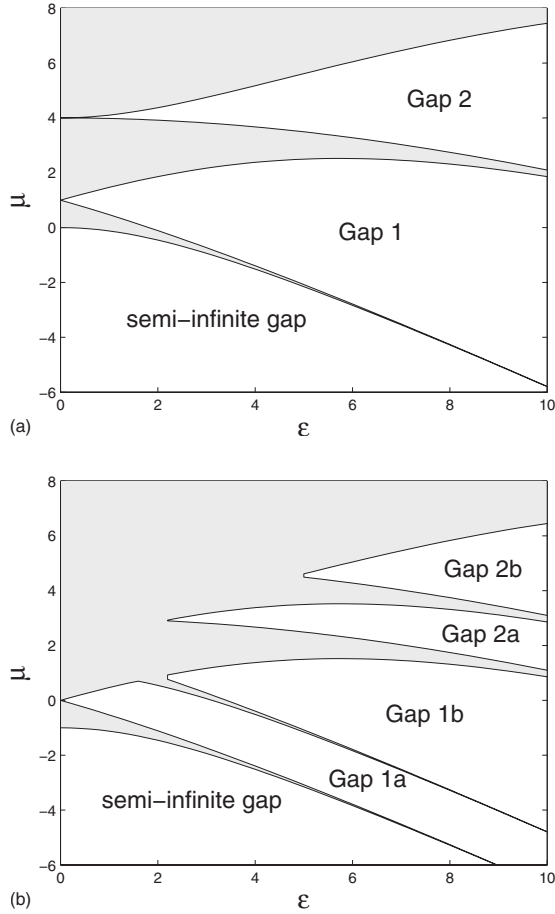 8
6
Gap 2
4
2
μ
0
Gap 1
−2
semi−infinite gap
−4
−6
0 2 4 6 8 10
(a) ε
8
6
Gap 2b
4
Gap 2a
2
μ
Gap 1b
0
−2
Gap 1a
semi−infinite gap
−4
−6
0 2 4 6 8 10
(b) ε